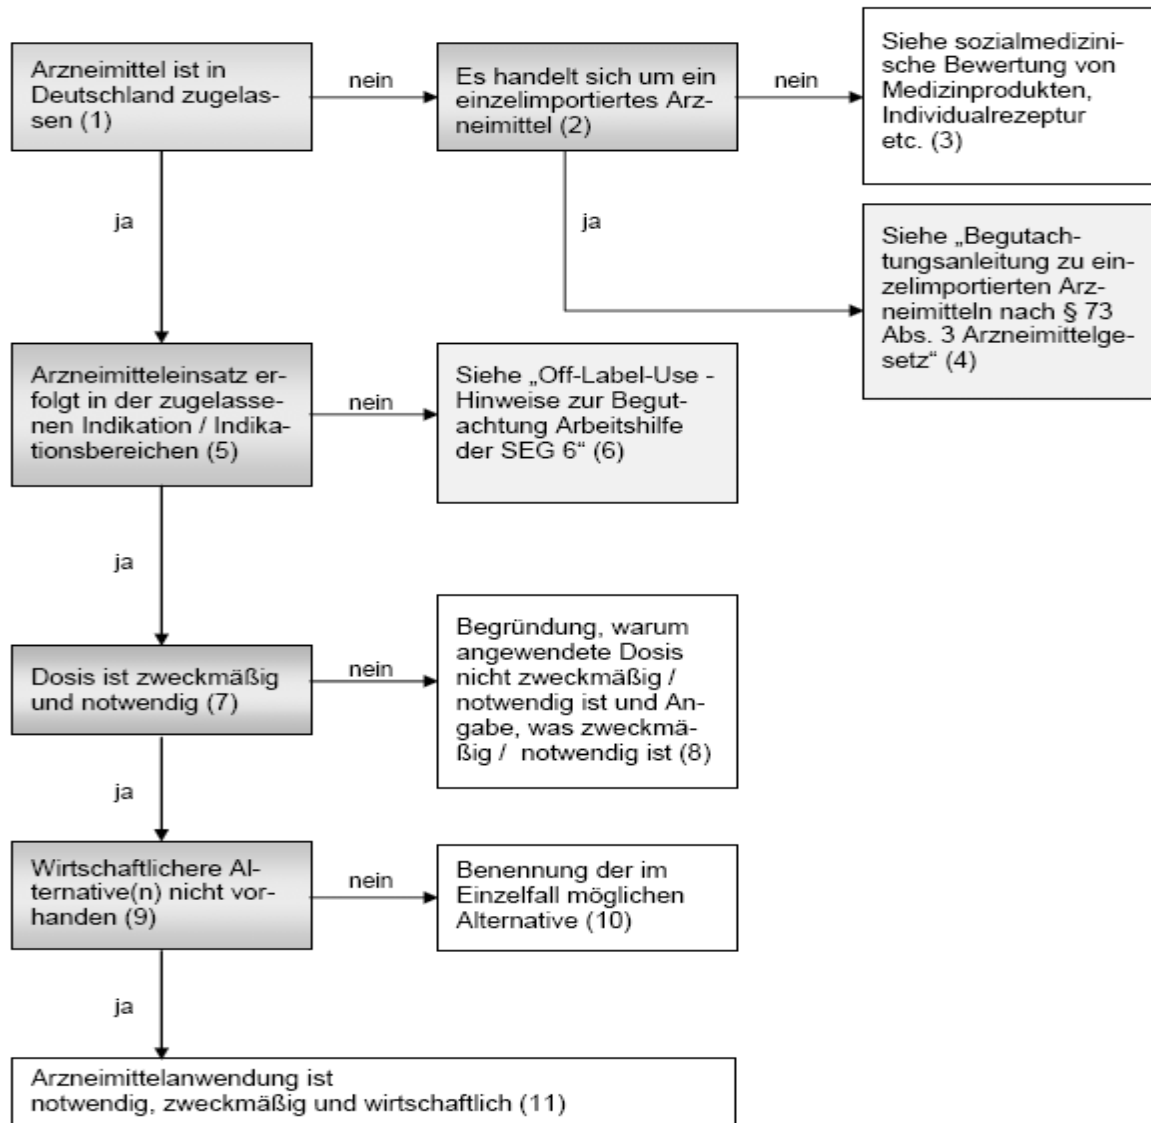 Arzneimittel ist in
Deutschland zugelas-
sen (1)
nein
Es handelt sich um ein
einzelimportiertes Arz-
neimittel (2)
nein
Siehe sozialmedizini-
sche Bewertung von
Medizinprodukten,
Individualrezeptur
etc. (3)
ja
ja
Siehe „Begutach-
tungsanleitung zu ein-
zelimportierten Arz-
neimitteln nach § 73
Abs. 3 Arzneimittelge-
setz“ (4)
Arzneimitteleinsatz er-
folgt in der zugelasse-
nen Indikation / Indika-
tionsbereichen (5)
nein
Siehe „Off-Label-Use -
Hinweise zur Begut-
achtung Arbeitshilfe
der SEG 6“ (6)
ja
Dosis ist zweckmäßig
und notwendig (7)
nein
Begründung, warum
angewendete Dosis
nicht zweckmäßig /
notwendig ist und An-
gabe, was zweckmä-
ßig / notwendig ist (8)
ja
Wirtschaftlichere Al-
ternative(n) nicht vor-
handen (9)
nein
Benennung der im
Einzelfall möglichen
Alternative (10)
ja
Arzneimittelanwendung ist
notwendig, zweckmäßig und wirtschaftlich (11)